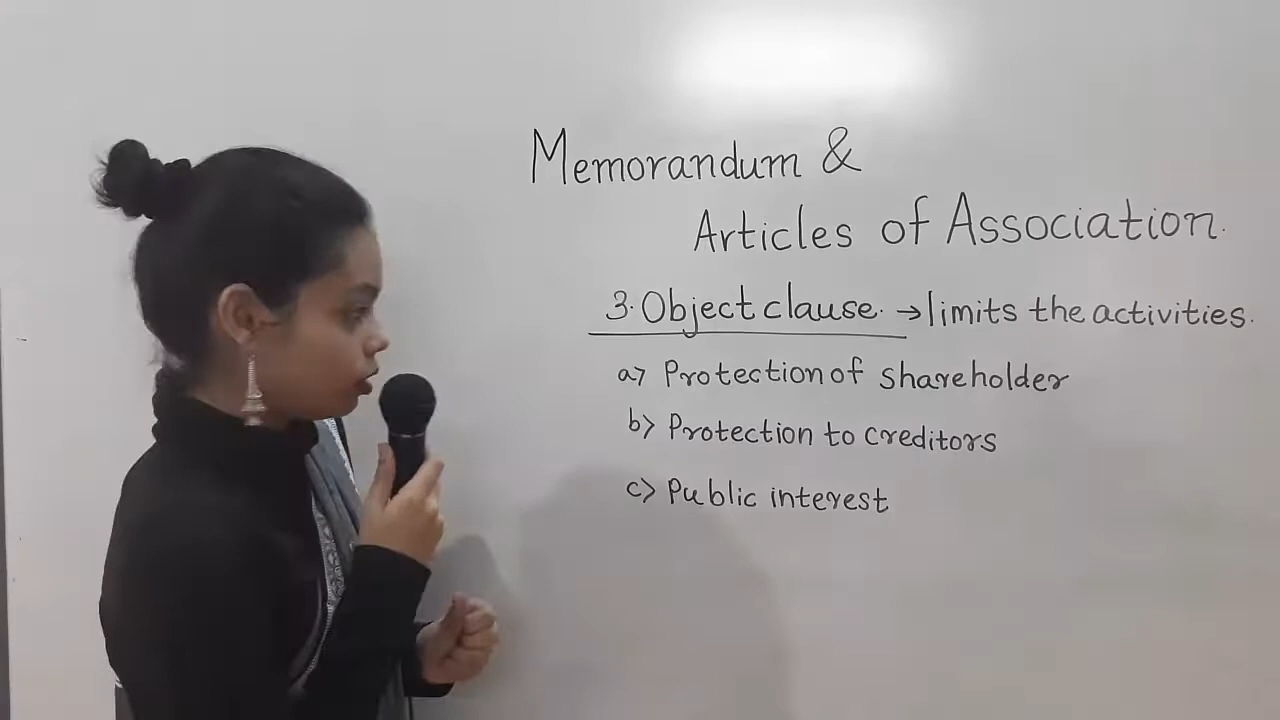 Memorandum &
Articles of Association.
3. Object clause. → limits the activities.
a> Protection of shareholder
b> Protection to creditors
c> Public interest